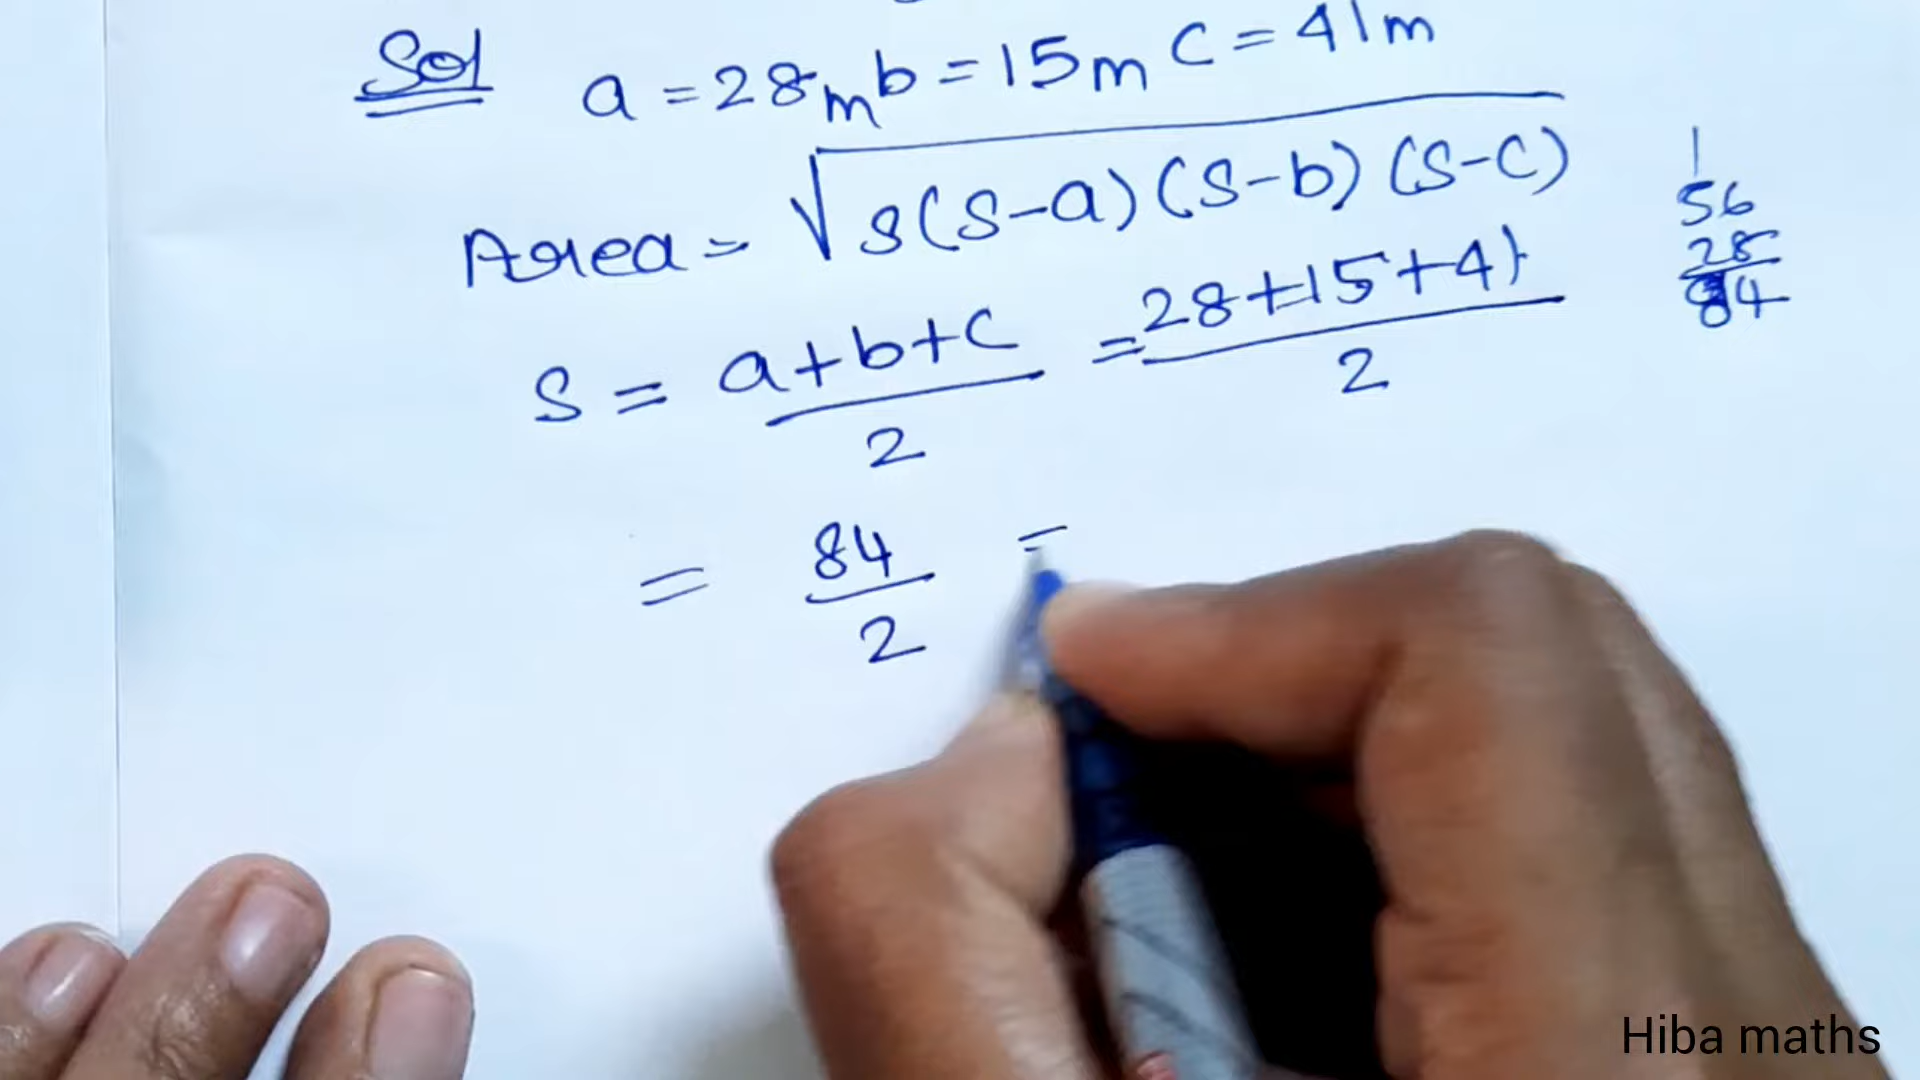 Sol a = 28m b = 15m c = 41m
Area = √s(s-a)(s-b)(s-c)
s = a+b+c/2 = 28+15+41/2
= 84/2 =
1
56
28
84
Hiba maths